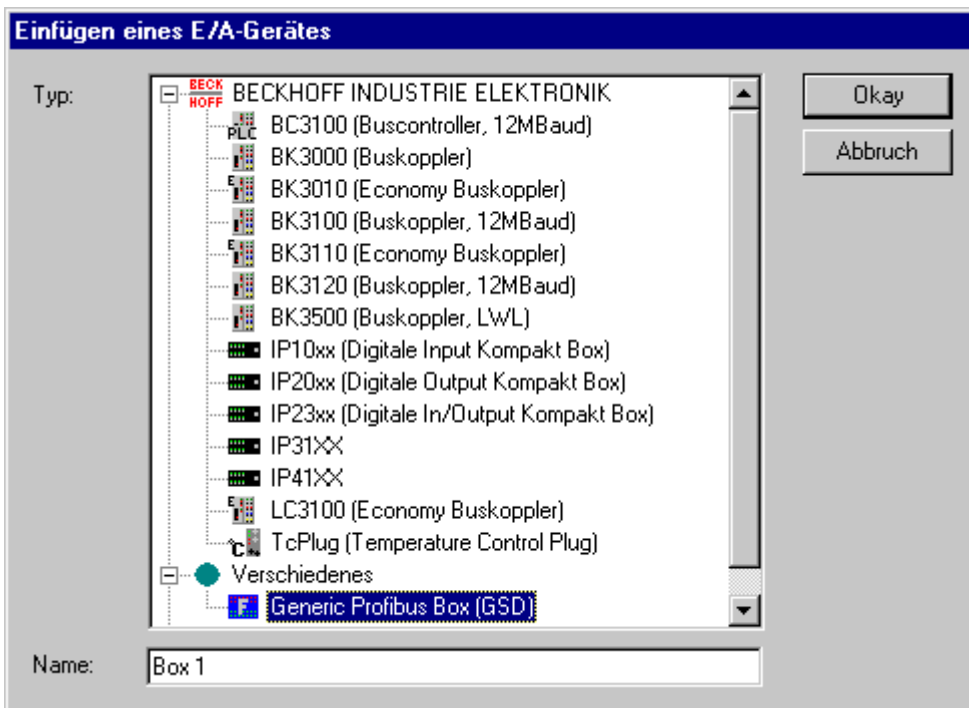 Einfügen eines E/A-Gerätes
Typ:
BECKHOFF
BECKHOFF INDUSTRIE ELEKTRONIK
PLC
BC3100 (Buscontroller, 12MBaud)
BK3000 (Buskoppler)
E
BK3010 (Economy Buskoppler)
BK3100 (Buskoppler, 12MBaud)
E
BK3110 (Economy Buskoppler)
BK3120 (Buskoppler, 12MBaud)
BK3500 (Buskoppler, LWL)
IP10xx (Digitale Input Kompakt Box)
IP20xx (Digitale Output Kompakt Box)
IP23xx (Digitale In/Output Kompakt Box)
IP31XX
IP41XX
E
LC3100 (Economy Buskoppler)
°C
TcPlug (Temperature Control Plug)
Verschiedenes
F
Generic Profibus Box (GSD)
Okay
Abbruch
Name:
Box 1